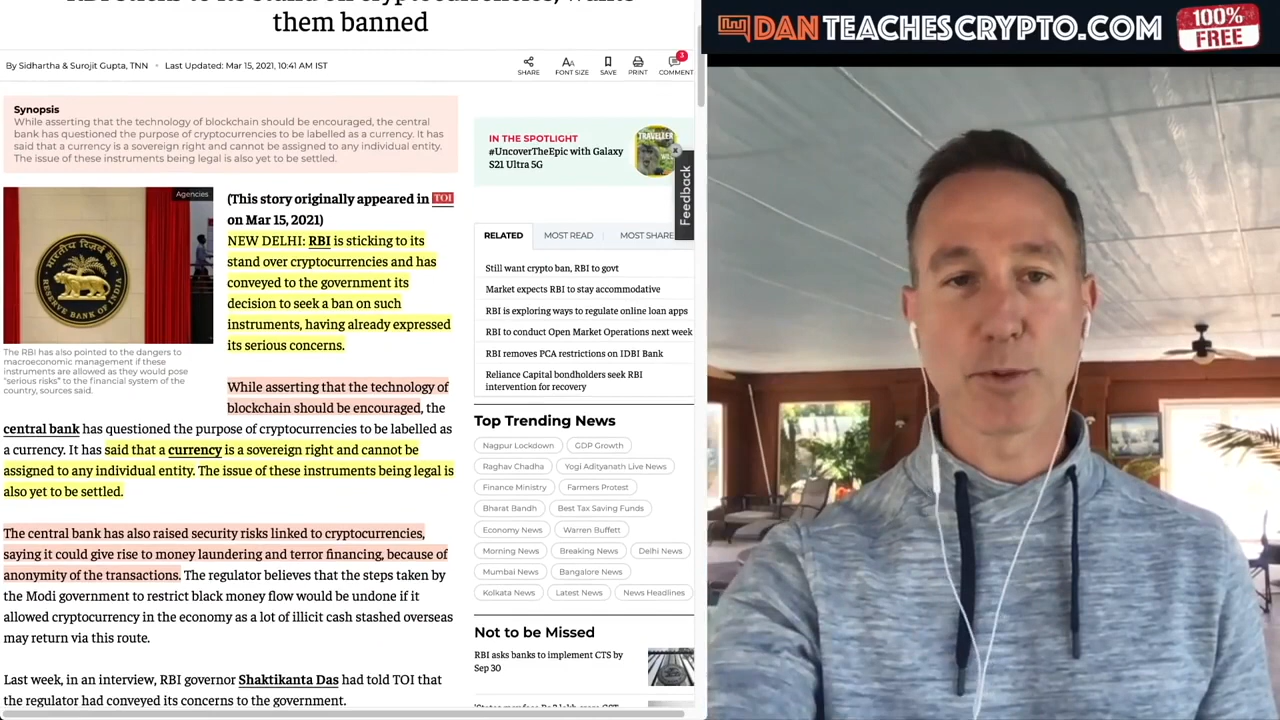 RBI sticks to its stand on cryptocurrencies, wants
them banned
By Sidhartha & Surojit Gupta, TNN • Last Updated: Mar 15, 2021, 10:41 AM IST
SHARE
AA
FONT SIZE
SAVE
PRINT
3
COMMENT
Synopsis
While asserting that the technology of blockchain should be encouraged, the central
bank has questioned the purpose of cryptocurrencies to be labelled as a currency. It has
said that a currency is a sovereign right and cannot be assigned to any individual entity.
The issue of these instruments being legal is also yet to be settled.
Agencies
भारतीय रिज़र्व बैंक
RESERVE BANK OF INDIA
The RBI has also pointed to the dangers to
macroeconomic management if these
instruments are allowed as they would pose
"serious risks" to the financial system of the
country, sources said.
(This story originally appeared in TOI
on Mar 15, 2021)
NEW DELHI: RBI is sticking to its
stand over cryptocurrencies and has
conveyed to the government its
decision to seek a ban on such
instruments, having already expressed
its serious concerns.
While asserting that the technology of
blockchain should be encouraged, the
central bank has questioned the purpose of cryptocurrencies to be labelled as
a currency. It has said that a currency is a sovereign right and cannot be
assigned to any individual entity. The issue of these instruments being legal is
also yet to be settled.
The central bank has also raised security risks linked to cryptocurrencies,
saying it could give rise to money laundering and terror financing, because of
anonymity of the transactions. The regulator believes that the steps taken by
the Modi government to restrict black money flow would be undone if it
allowed cryptocurrency in the economy as a lot of illicit cash stashed overseas
may return via this route.
Last week, in an interview, RBI governor Shaktikanta Das had told TOI that
the regulator had conveyed its concerns to the government.
IN THE SPOTLIGHT
#UncoverTheEpic with Galaxy
S21 Ultra 5G
TRAVELLER
Feedback
RELATED
MOST READ
MOST SHARE
Still want crypto ban, RBI to govt
Market expects RBI to stay accommodative
RBI is exploring ways to regulate online loan apps
RBI to conduct Open Market Operations next week
RBI removes PCA restrictions on IDBI Bank
Reliance Capital bondholders seek RBI
intervention for recovery
Top Trending News
Nagpur Lockdown
GDP Growth
Raghav Chadha
Yogi Adityanath Live News
Finance Ministry
Farmers Protest
Bharat Bandh
Best Tax Saving Funds
Economy News
Warren Buffett
Morning News
Breaking News
Delhi News
Mumbai News
Bangalore News
Kolkata News
Latest News
News Headlines
Not to be Missed
RBI asks banks to implement CTS by
Sep 30
DANTEACHESCRYPTO.COM
100%
FREE